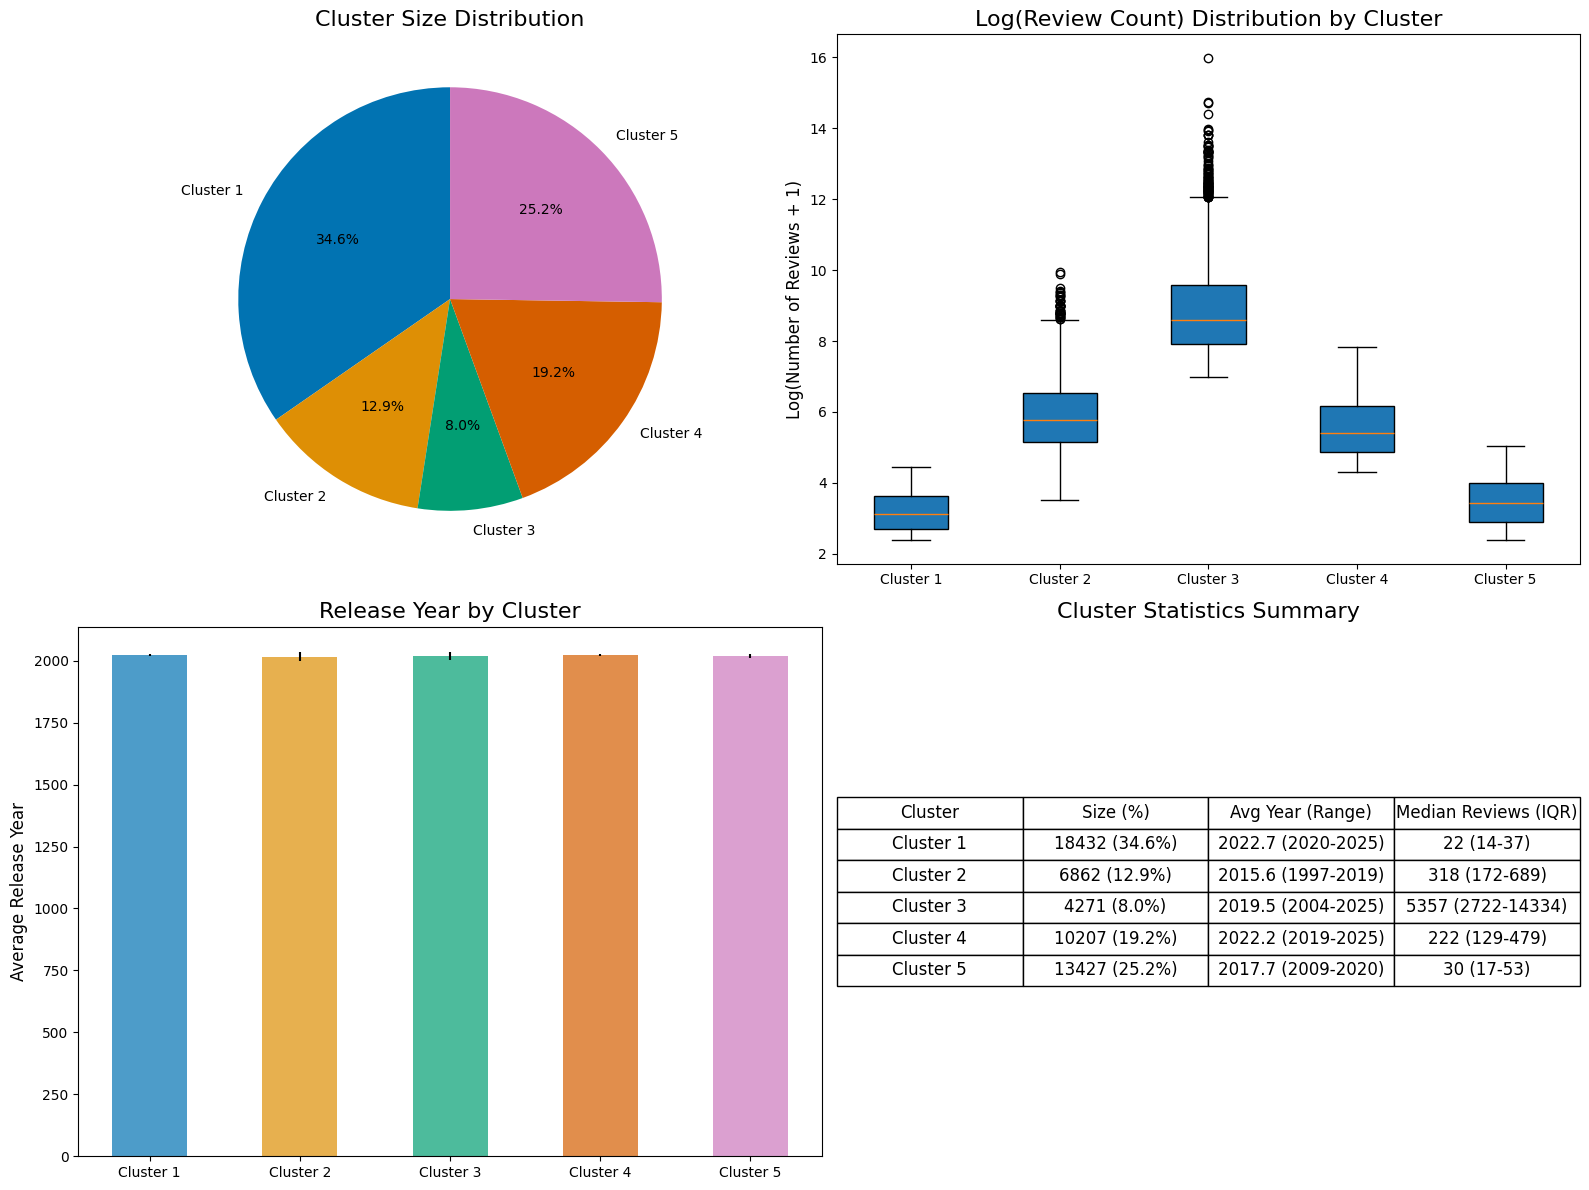 Cluster Size Distribution
Cluster 5
Cluster 1
25.2%
34.6%
19.2%
12.9%
8.0%
Cluster 4
Cluster 2
Cluster 3
Log(Review Count) Distribution by Cluster
Log(Number of Reviews + 1)
16
14
12
10
8
6
4
2
Cluster 1 Cluster 2 Cluster 3 Cluster 4 Cluster 5
Release Year by Cluster
Average Release Year
2000
1750
1500
1250
1000
750
500
250
0
Cluster 1 Cluster 2 Cluster 3 Cluster 4 Cluster 5
Cluster Statistics Summary
Cluster Size (%) Avg Year (Range) Median Reviews (IQR)
Cluster 1 18432 (34.6%) 2022.7 (2020-2025) 22 (14-37)
Cluster 2 6862 (12.9%) 2015.6 (1997-2019) 318 (172-689)
Cluster 3 4271 (8.0%) 2019.5 (2004-2025) 5357 (2722-14334)
Cluster 4 10207 (19.2%) 2022.2 (2019-2025) 222 (129-479)
Cluster 5 13427 (25.2%) 2017.7 (2009-2020) 30 (17-53)